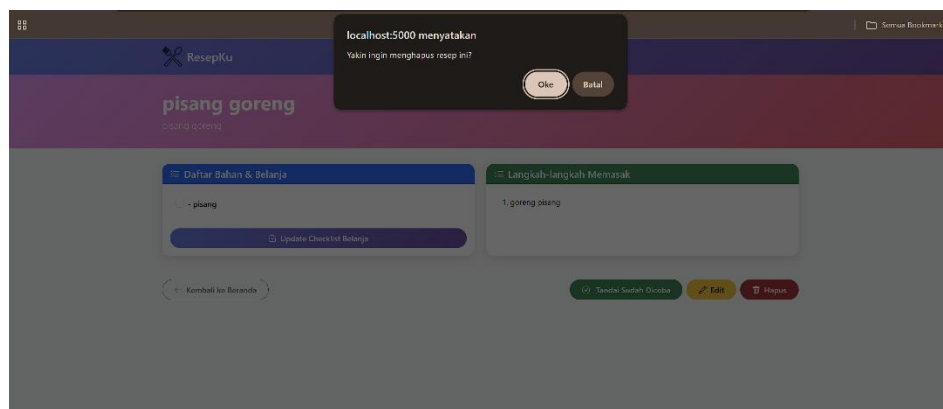 localhost:5000 menyatakan
Yakin ingin menghapus resep ini?
Oke
Batal
Semua Bookmark
ResepKu
pisang goreng
pisang goreng
Daftar Bahan & Belanja
- pisang
Update Checklist Belanja
Langkah-langkah Memasak
1. goreng pisang
Kembali ke Beranda
Tandai Sudah Dicoba
Edit
Hapus